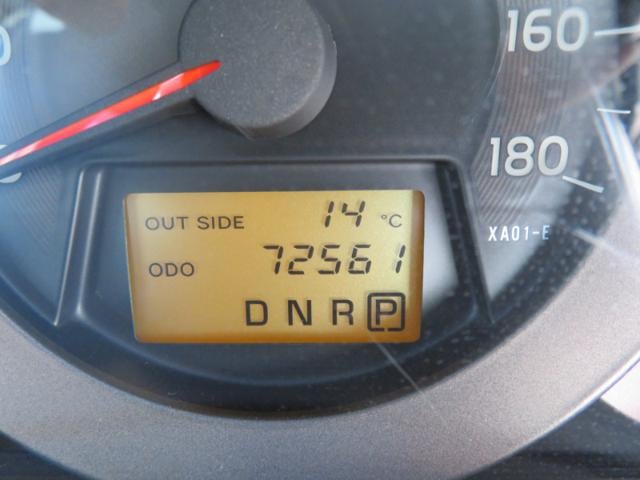 160
180
XA01-E
OUT SIDE 14 °C
ODO 72561
D N R P